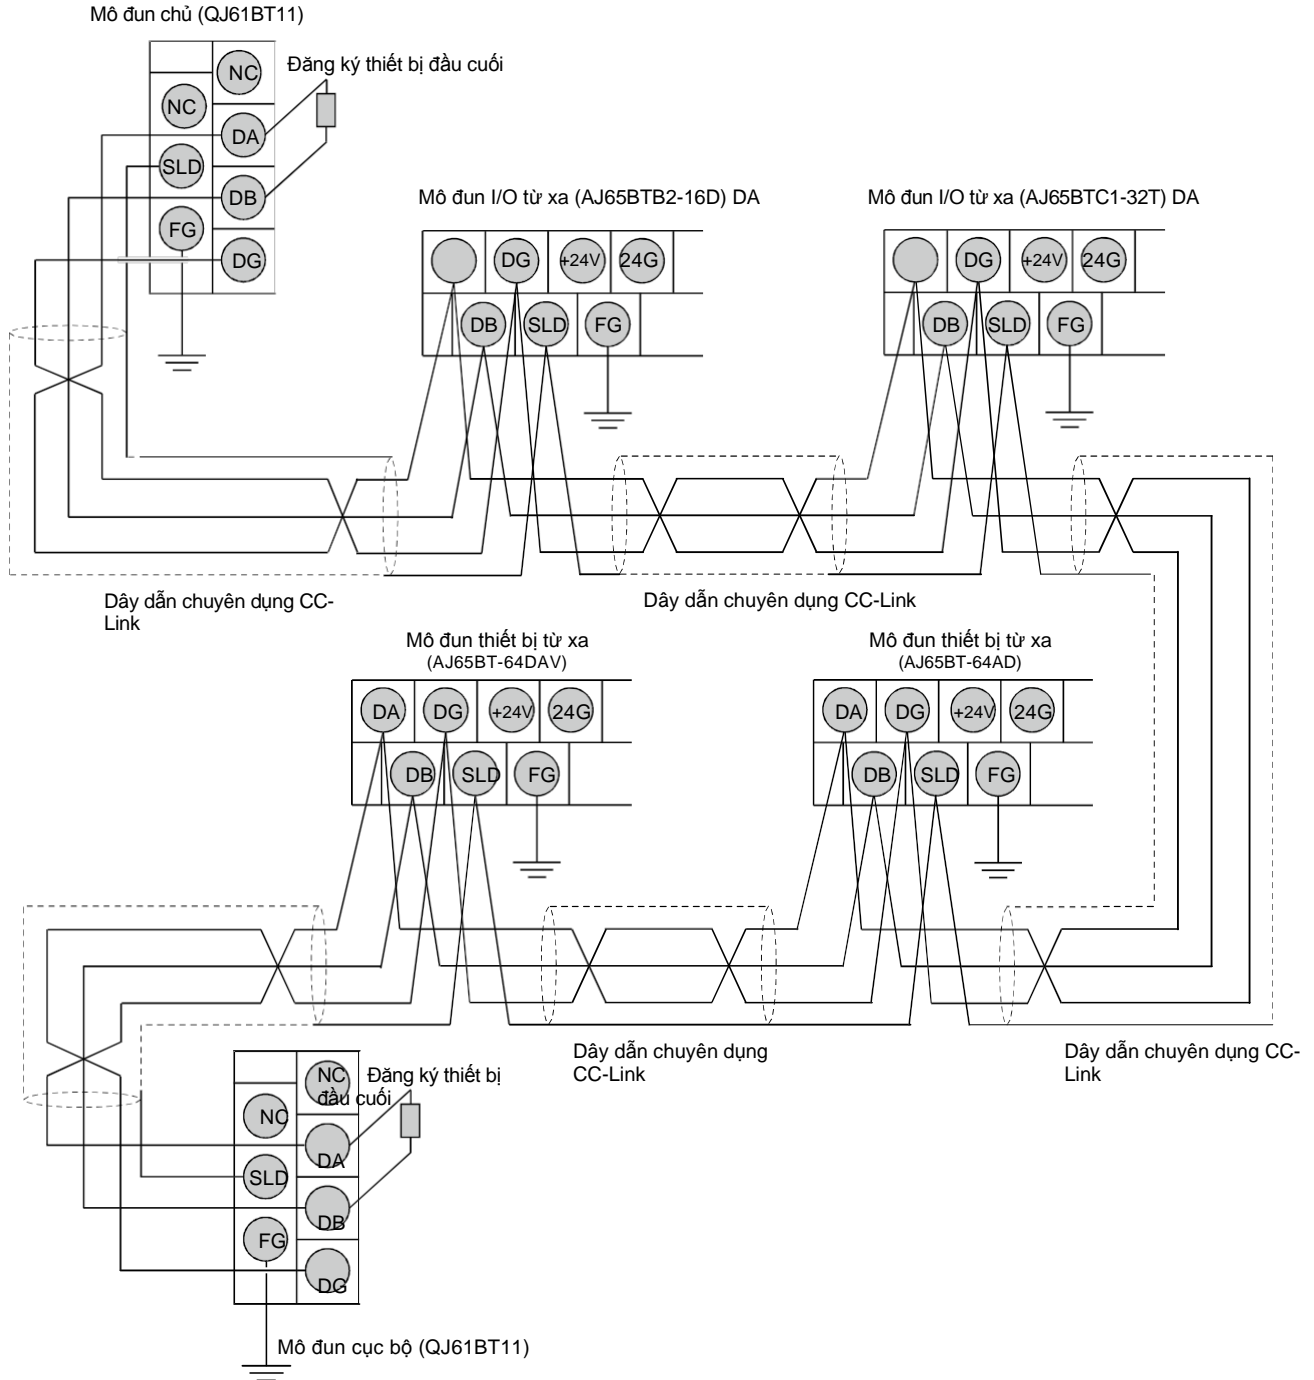 Mô đun chủ (QJ61BT11)
Đăng ký thiết bị đầu cuối
NC
NC
DA
SLD
DB
FG
DG
Mô đun I/O từ xa (AJ65BTB2-16D) DA
Mô đun I/O từ xa (AJ65BTC1-32T) DA
DG +24V 24G
DB SLD FG
DG +24V 24G
DB SLD FG
Dây dẫn chuyên dụng CC-
Link
Dây dẫn chuyên dụng CC-Link
Mô đun thiết bị từ xa
(AJ65BT-64DAV)
Mô đun thiết bị từ xa
(AJ65BT-64AD)
DA DG +24V 24G
DB SLD FG
DA DG +24V 24G
DB SLD FG
Dây dẫn chuyên dụng
CC-Link
Dây dẫn chuyên dụng CC-
Link
Đăng ký thiết bị
đầu cuối
NC
NC
DA
SLD
DB
FG
DG
Mô đun cục bộ (QJ61BT11)